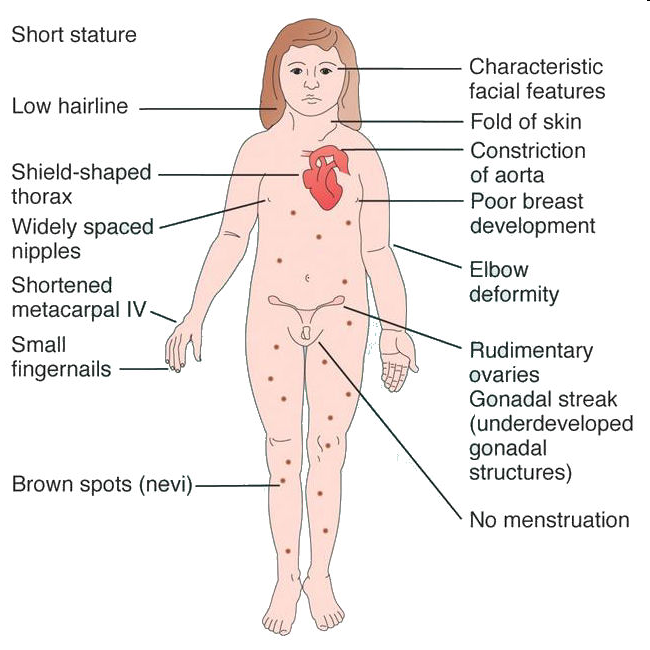 Short stature
Low hairline
Shield-shaped
thorax
Widely spaced
nipples
Shortened
metacarpal IV
Small
fingernails
Brown spots (nevi)
Characteristic
facial features
Fold of skin
Constriction
of aorta
Poor breast
development
Elbow
deformity
Rudimentary
ovaries
Gonadal streak
(underdeveloped
gonadal
structures)
No menstruation